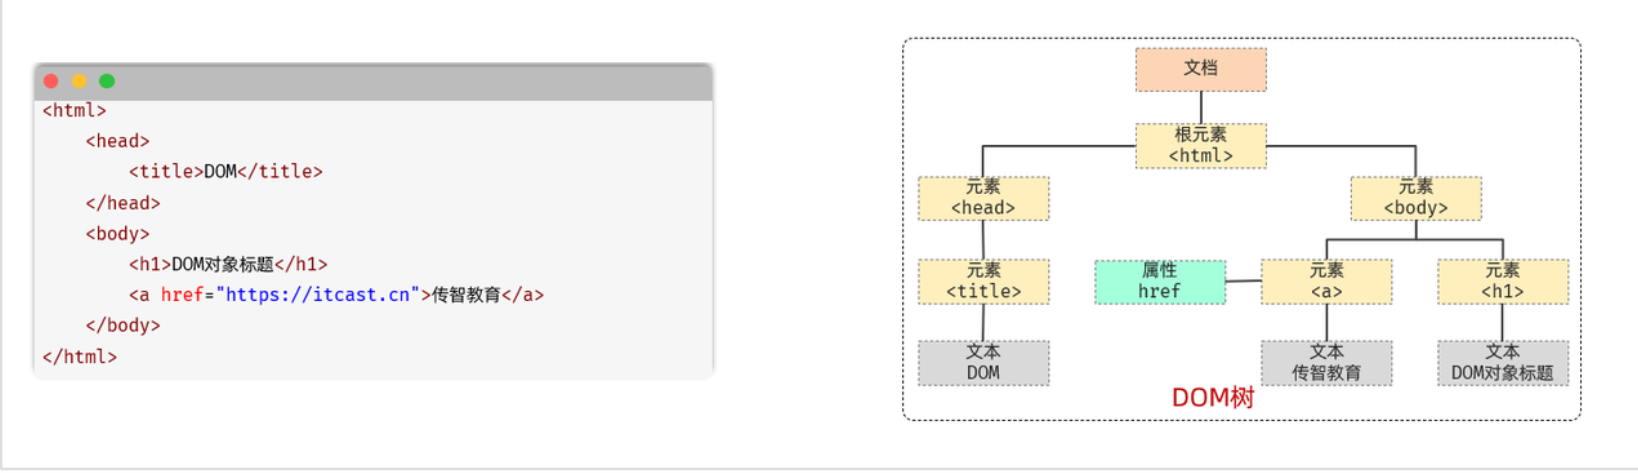 <html>
<head>
<title>DOM</title>
</head>
<body>
<h1>DOM对象标题</h1>
<a href="https://itcast.cn">传智教育</a>
</body>
</html>
文档
根元素
<html>
元素
<head>
元素
<body>
元素
<title>
属性
href
元素
<a>
元素
<h1>
文本
DOM
文本
传智教育
文本
DOM对象标题
DOM树